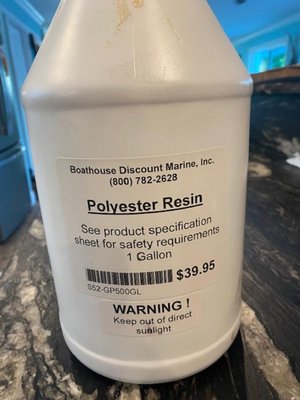 Boathouse Discount Marine, Inc.
(800) 782-2628
Polyester Resin
See product specification
sheet for safety requirements
1 Gallon
$39.95
S52-GP500GL
WARNING !
Keep out of direct
sunlight